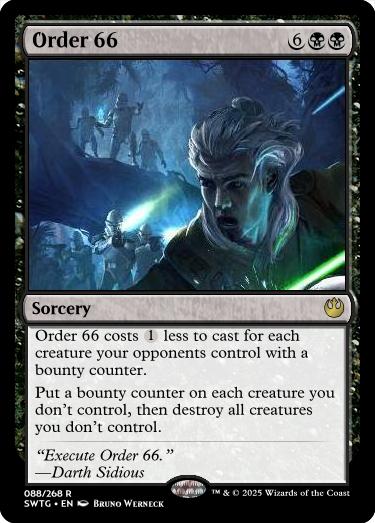 Order 66 6
Sorcery
Order 66 costs 1 less to cast for each
creature your opponents control with a
bounty counter.
Put a bounty counter on each creature you
don't control, then destroy all creatures
you don't control.
“Execute Order 66.”
—Darth Sidious
088/268 R
SWTG • EN Bruno Werneck
™ & © 2025 Wizards of the Coast